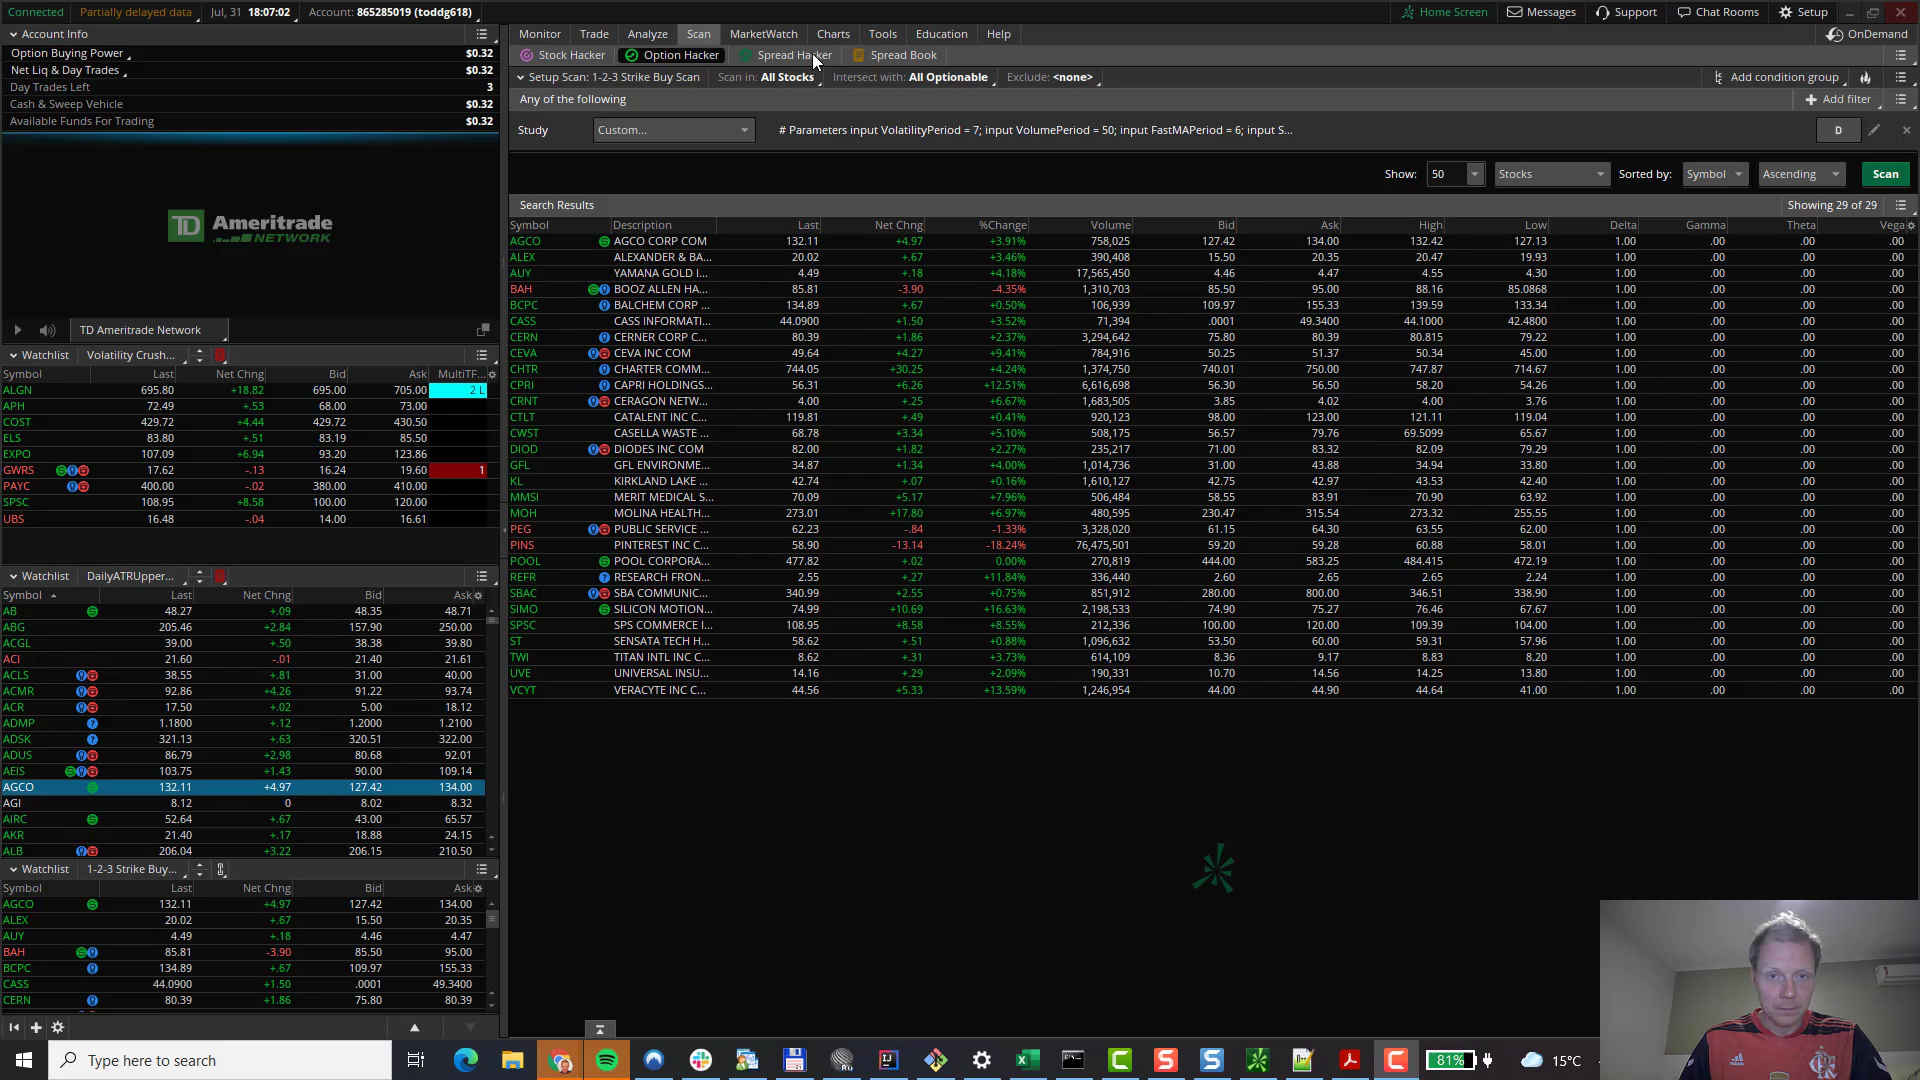 Connected Partially delayed data Jul, 31 18:07:02 Account: 865285019 (toddg618) Home Screen Messages Support Chat Rooms Setup
Account Info
Option Buying Power $0.32
Net Liq & Day Trades $0.32
Day Trades Left 3
Cash & Sweep Vehicle $0.32
Available Funds For Trading $0.32
TD Ameritrade
NETWORK
TD Ameritrade Network
Watchlist Volatility Crush...
Symbol Last Net Chng Bid Ask MultiTF...
ALGN 695.80 +18.82 695.00 705.00 2 L
APH 72.49 +.53 68.00 73.00
COST 429.72 +4.44 429.72 430.50
ELS 83.80 +.51 83.19 85.50
EXPO 107.09 +6.94 93.20 123.86
GWRS 17.62 -.13 16.24 19.60 1
PAYC 400.00 -.02 380.00 410.00
SPSC 108.95 +8.58 100.00 120.00
UBS 16.48 -.04 14.00 16.61
Watchlist DailyATRUpper...
Symbol Last Net Chng Bid Ask
AB 48.27 +.09 48.35 48.71
ABG 205.46 +2.84 157.90 250.00
ACGL 39.00 +.50 38.38 39.80
ACI 21.60 -.01 21.40 21.61
ACLS 38.55 +.81 31.00 40.00
ACMR 92.86 +4.26 91.22 93.74
ACR 17.50 +.02 5.00 18.12
ADMP 1.1800 +.12 1.2000 1.2100
ADSK 321.13 +.63 320.51 322.00
ADUS 86.79 +2.98 80.68 92.01
AEIS 103.75 +1.43 90.00 109.14
AGCO 132.11 +4.97 127.42 134.00
AGI 8.12 0 8.02 8.32
AIRC 52.64 +.67 43.00 65.57
AKR 21.40 +.17 18.88 24.15
ALB 206.04 +3.22 206.15 210.50
Watchlist 1-2-3 Strike Buy...
Symbol Last Net Chng Bid Ask
AGCO 132.11 +4.97 127.42 134.00
ALEX 20.02 +.67 15.50 20.35
AUY 4.49 +.18 4.46 4.47
BAH 85.81 -3.90 85.50 95.00
BCPC 134.89 +.67 109.97 155.33
CASS 44.0900 +1.50 .0001 49.3400
CERN 80.39 +1.86 75.80 80.39
Monitor Trade Analyze Scan MarketWatch Charts Tools Education Help OnDemand
Stock Hacker Option Hacker Spread Hacker Spread Book
Setup Scan: 1-2-3 Strike Buy Scan Scan in: All Stocks Intersect with: All Optionable Exclude: <none> Add condition group
Any of the following Add filter
Study Custom... # Parameters input VolatilityPeriod = 7; input VolumePeriod = 50; input FastMAPeriod = 6; input S... D
Show: 50 Stocks Sorted by: Symbol Ascending Scan
Search Results Showing 29 of 29
Symbol Description Last Net Chng %Change Volume Bid Ask High Low Delta Gamma Theta Vega
AGCO AGCO CORP COM 132.11 +4.97 +3.91% 758,025 127.42 134.00 132.42 127.13 1.00 .00 .00 .00
ALEX ALEXANDER & BA... 20.02 +.67 +3.46% 390,408 15.50 20.35 20.47 19.93 1.00 .00 .00 .00
AUY YAMANA GOLD I... 4.49 +.18 +4.18% 17,565,450 4.46 4.47 4.55 4.30 1.00 .00 .00 .00
BAH BOOZ ALLEN HA... 85.81 -3.90 -4.35% 1,310,703 85.50 95.00 88.16 85.0868 1.00 .00 .00 .00
BCPC BALCHEM CORP ... 134.89 +.67 +0.50% 106,939 109.97 155.33 139.59 133.34 1.00 .00 .00 .00
CASS CASS INFORMATI... 44.0900 +1.50 +3.52% 71,394 .0001 49.3400 44.1000 42.4800 1.00 .00 .00 .00
CERN CERNER CORP C... 80.39 +1.86 +2.37% 3,294,642 75.80 80.39 80.815 79.22 1.00 .00 .00 .00
CEVA CEVA INC COM 49.64 +4.27 +9.41% 784,916 50.25 51.37 50.34 45.00 1.00 .00 .00 .00
CHTR CHARTER COMM... 744.05 +30.25 +4.24% 1,374,750 740.01 750.00 747.87 714.67 1.00 .00 .00 .00
CPRI CAPRI HOLDINGS... 56.31 +6.26 +12.51% 6,616,698 56.30 56.50 58.20 54.26 1.00 .00 .00 .00
CRNT CERAGON NETW... 4.00 +.25 +6.67% 1,683,505 3.85 4.02 4.00 3.76 1.00 .00 .00 .00
CTLT CATALENT INC C... 119.81 +.49 +0.41% 920,123 98.00 123.00 121.11 119.04 1.00 .00 .00 .00
CWST CASELLA WASTE ... 68.78 +3.34 +5.10% 508,175 56.57 79.76 69.5099 65.67 1.00 .00 .00 .00
DIOD DIODES INC COM 82.00 +1.82 +2.27% 235,217 71.00 83.32 82.09 79.29 1.00 .00 .00 .00
GFL GFL ENVIRONME... 34.87 +1.34 +4.00% 1,014,736 31.00 43.88 34.94 33.80 1.00 .00 .00 .00
KL KIRKLAND LAKE ... 42.74 +.07 +0.16% 1,610,127 42.75 42.97 43.53 42.40 1.00 .00 .00 .00
MMSI MERIT MEDICAL S... 70.09 +5.17 +7.96% 506,484 58.55 83.91 70.90 63.92 1.00 .00 .00 .00
MOH MOLINA HEALTH... 273.01 +17.80 +6.97% 480,595 230.47 315.54 273.32 255.55 1.00 .00 .00 .00
PEG PUBLIC SERVICE ... 62.23 -.84 -1.33% 3,328,020 61.15 64.30 63.55 62.00 1.00 .00 .00 .00
PINS PINTEREST INC C... 58.90 -13.14 -18.24% 76,475,501 59.20 59.28 60.88 58.01 1.00 .00 .00 .00
POOL POOL CORPORA... 477.82 +.02 0.00% 270,819 444.00 583.25 484.415 472.19 1.00 .00 .00 .00
REFR RESEARCH FRON... 2.55 +.27 +11.84% 336,440 2.60 2.65 2.65 2.24 1.00 .00 .00 .00
SBAC SBA COMMUNIC... 340.99 +2.55 +0.75% 851,912 280.00 800.00 346.51 338.90 1.00 .00 .00 .00
SIMO SILICON MOTION... 74.99 +10.69 +16.63% 2,198,533 74.90 75.27 76.46 67.67 1.00 .00 .00 .00
SPSC SPS COMMERCE I... 108.95 +8.58 +8.55% 212,336 100.00 120.00 109.39 104.00 1.00 .00 .00 .00
ST SENSATA TECH H... 58.62 +.51 +0.88% 1,096,632 53.50 60.00 59.31 57.96 1.00 .00 .00 .00
TWI TITAN INTL INC C... 8.62 +.31 +3.73% 614,109 8.36 9.17 8.83 8.20 1.00 .00 .00 .00
UVE UNIVERSAL INSU... 14.16 +.29 +2.09% 190,331 10.70 14.56 14.25 13.80 1.00 .00 .00 .00
VCYT VERACYTE INC C... 44.56 +5.33 +13.59% 1,246,954 44.00 44.90 44.64 41.00 1.00 .00 .00 .00
Type here to search 81% 15°C